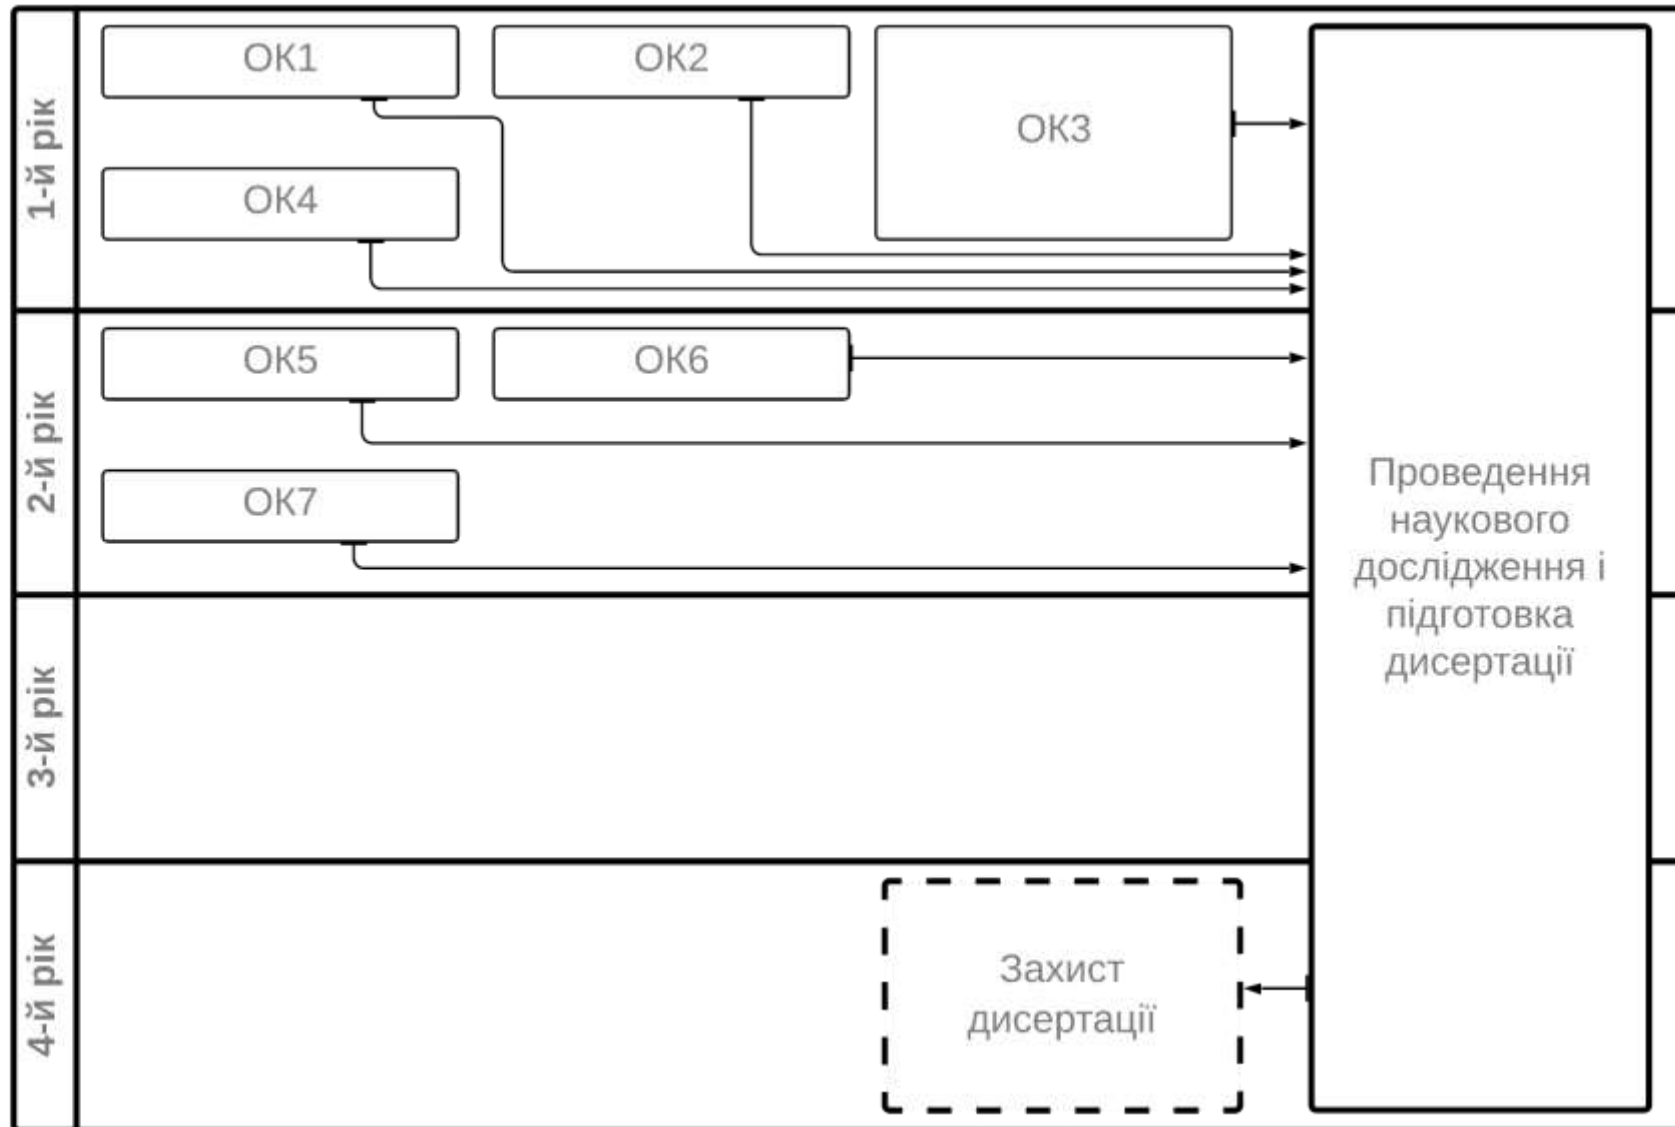 1-й рік
ОК1
ОК2
ОК3
ОК4
2-й рік
ОК5
ОК6
ОК7
Проведення
наукового
дослідження і
підготовка
дисертації
3-й рік
4-й рік
Захист
дисертації